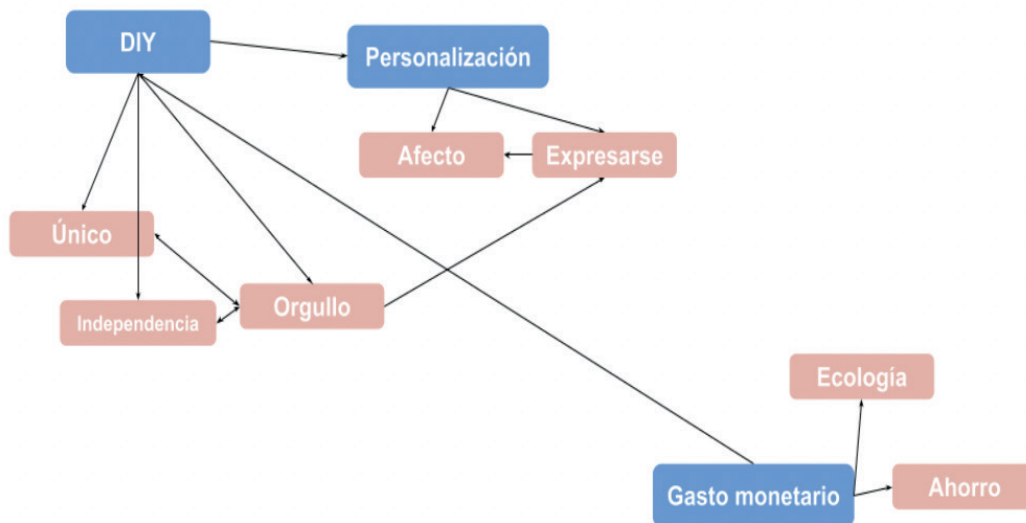 DIY
Personalización
Afecto
Expresarse
Único
Orgullo
Independencia
Ecología
Gasto monetario
Ahorro